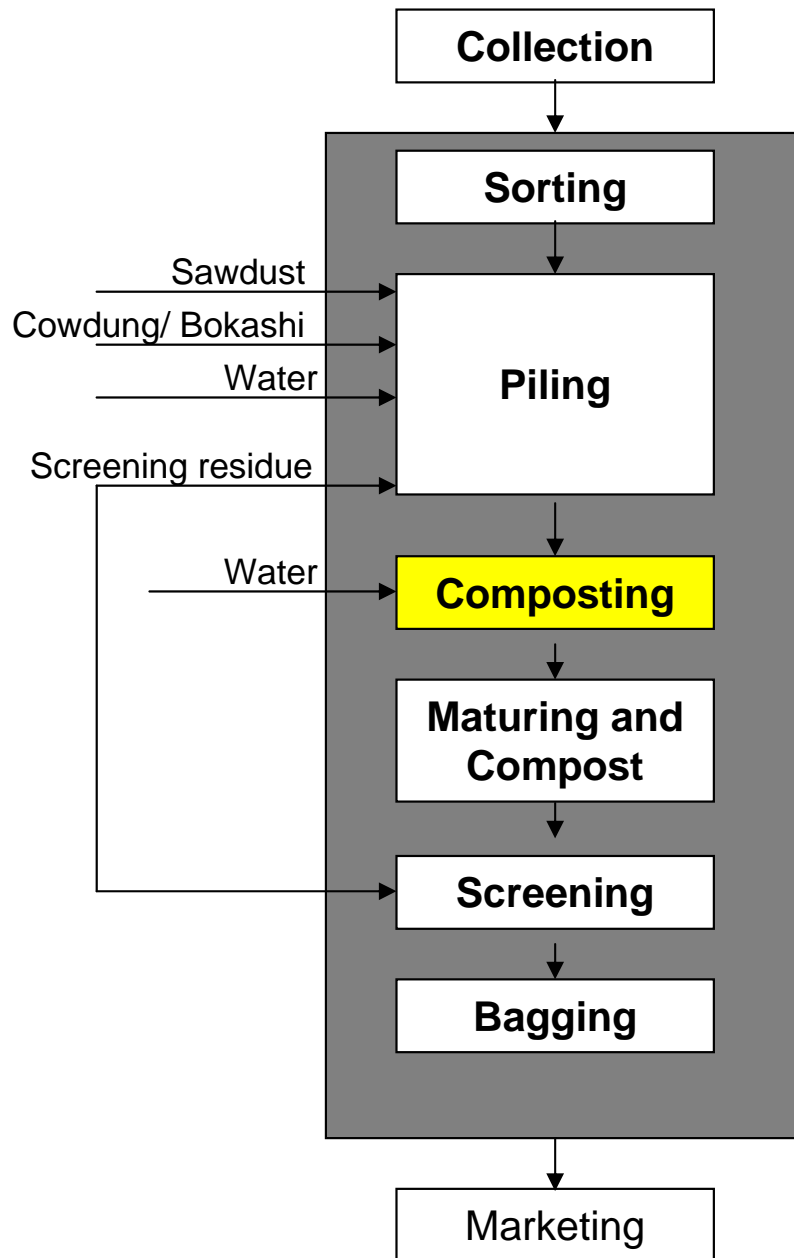 Collection
Sorting
Sawdust
Cowdung/ Bokashi
Water
Piling
Screening residue
Water
Composting
Maturing and
Compost
Screening
Bagging
Marketing